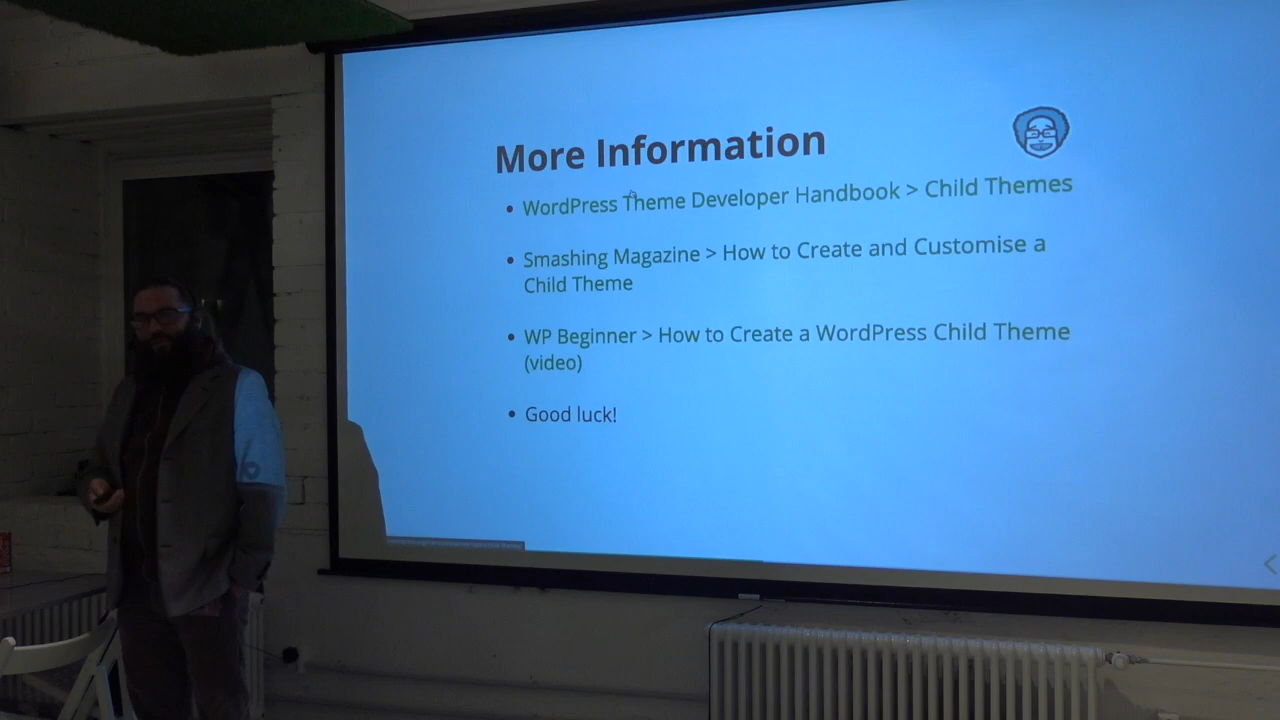 More Information
• WordPress Theme Developer Handbook > Child Themes
• Smashing Magazine > How to Create and Customise a
Child Theme
• WP Beginner > How to Create a WordPress Child Theme
(video)
• Good luck!